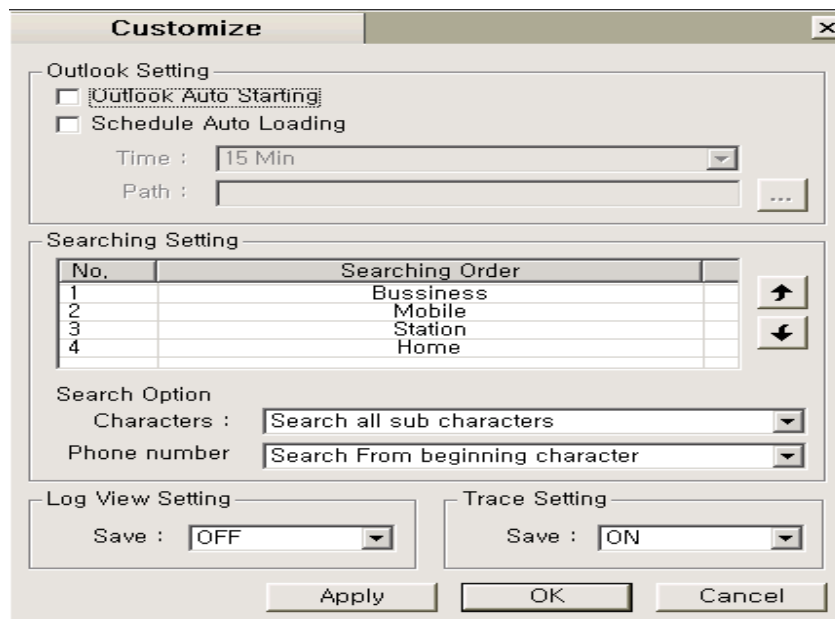 Customize
Outlook Setting
Outlook Auto Starting
Schedule Auto Loading
Time : 15 Min
Path : ...
Searching Setting
No, Searching Order
1 Bussiness
2 Mobile
3 Station
4 Home
Search Option
Characters : Search all sub characters
Phone number Search From beginning character
Log View Setting Trace Setting
Save : OFF Save : ON
Apply OK Cancel